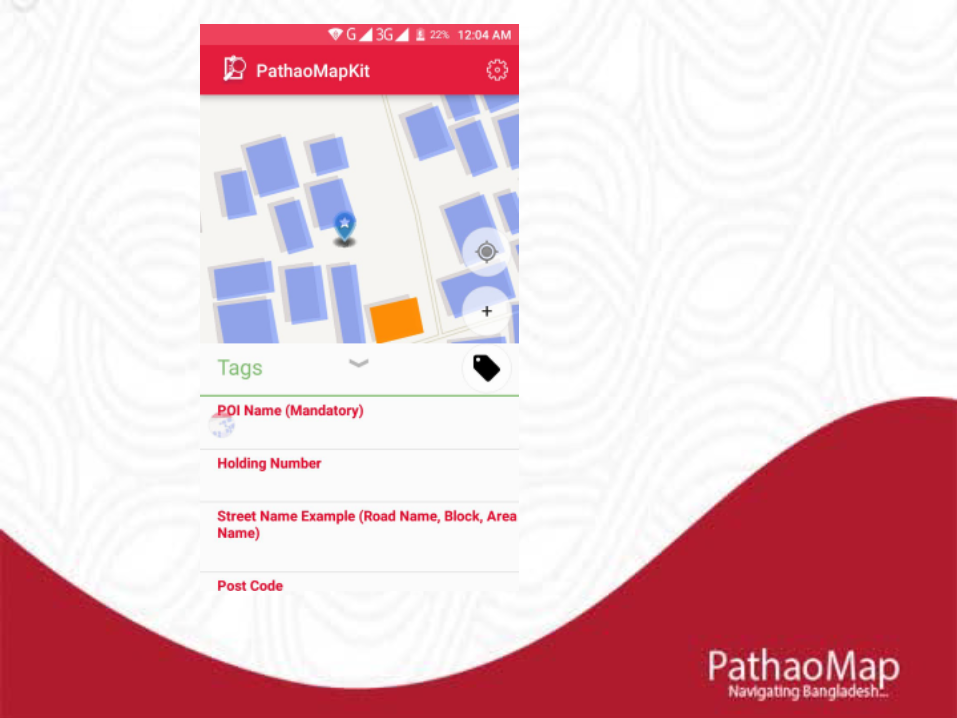 G 3G 22% 12:04 AM
PathaoMapKit
+
Tags
POI Name (Mandatory)
Holding Number
Street Name Example (Road Name, Block, Area
Name)
Post Code
PathaoMap
Navigating Bangladesh...